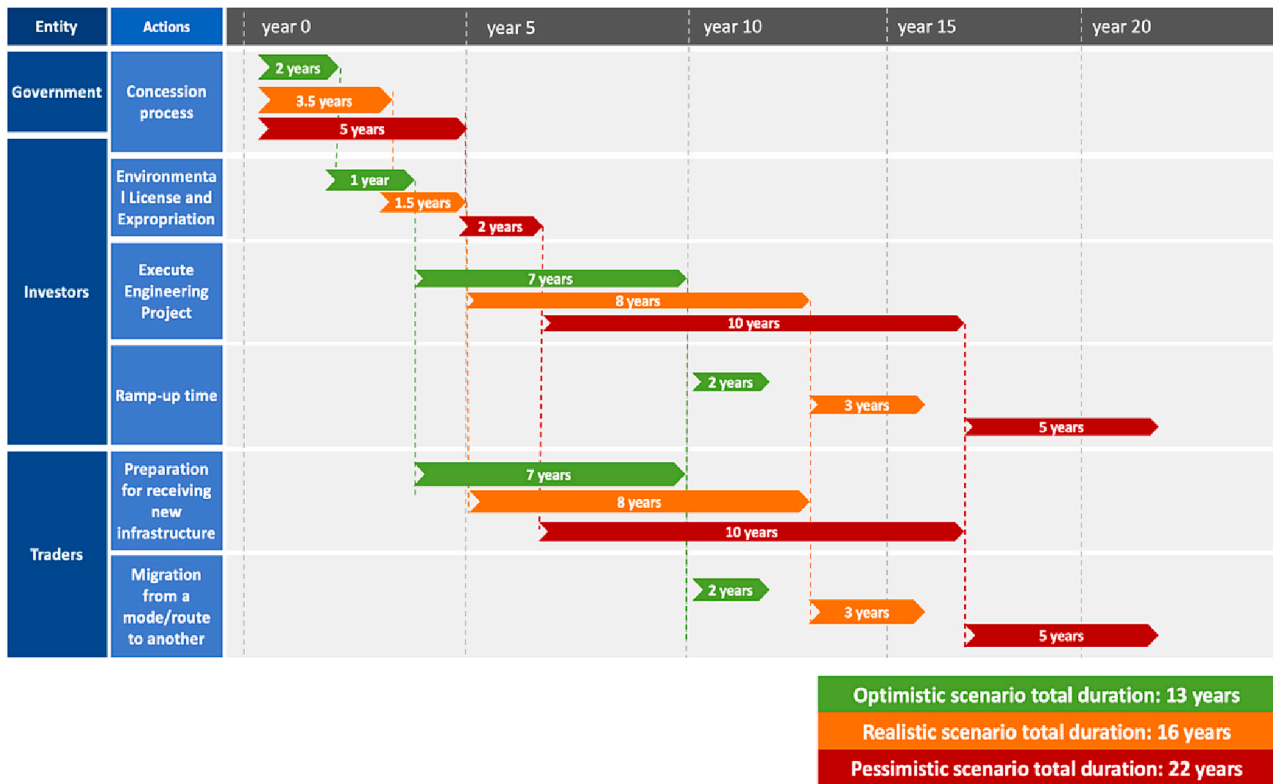 Entity
Actions
year 0
year 5
year 10
year 15
year 20
Government
Concession
process
2 years
3.5 years
5 years
Investors
Environmenta
l License and
Expropriation
1 year
1.5 years
2 years
Execute
Engineering
Project
7 years
8 years
10 years
Ramp-up time
2 years
3 years
5 years
Traders
Preparation
for receiving
new
infrastructure
7 years
8 years
10 years
Migration
from a
mode/route
to another
2 years
3 years
5 years
Optimistic scenario total duration: 13 years
Realistic scenario total duration: 16 years
Pessimistic scenario total duration: 22 years